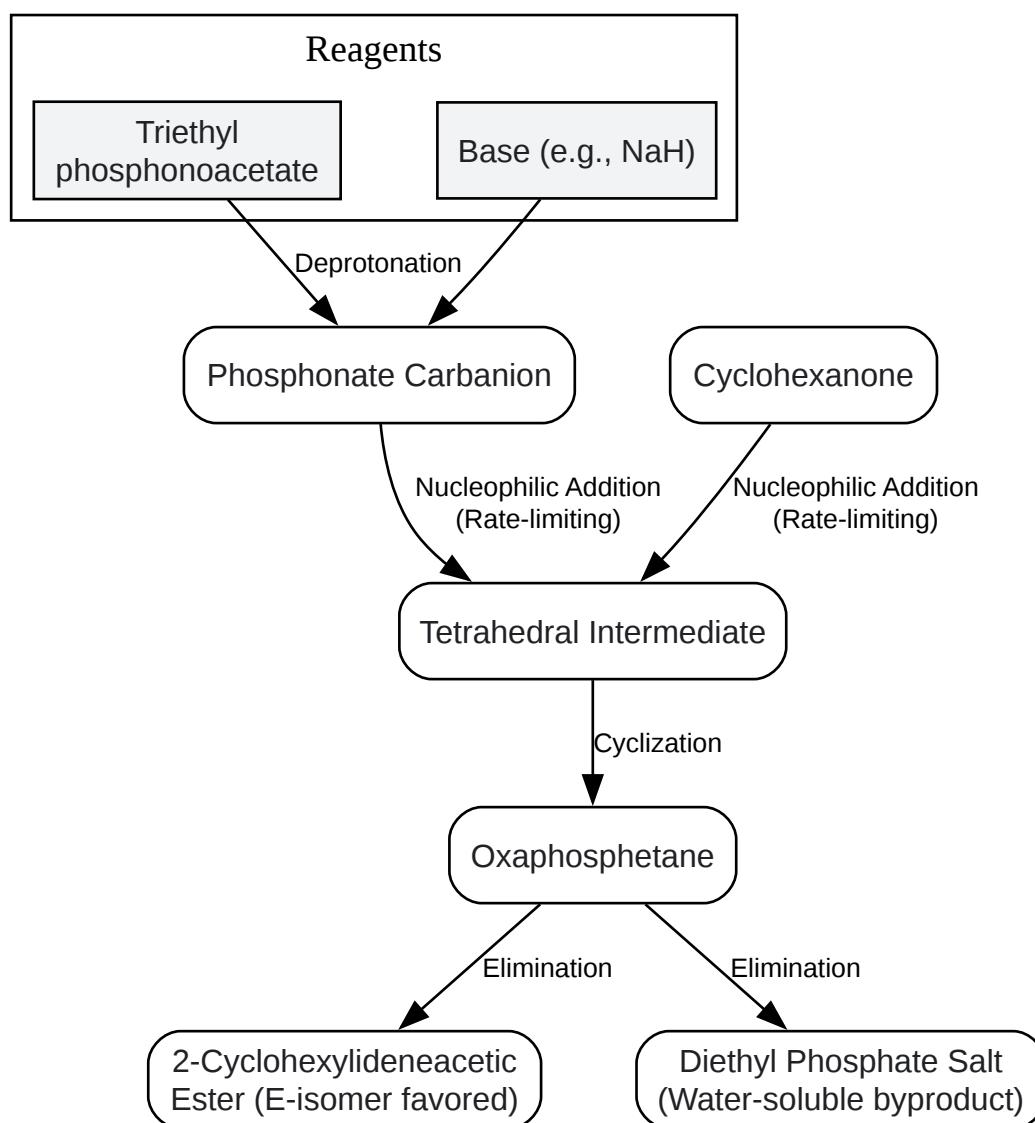 Reagents
Triethyl
phosphonoacetate
Base (e.g., NaH)
Deprotonation
Phosphonate Carbanion
Cyclohexanone
Nucleophilic Addition
(Rate-limiting)
Nucleophilic Addition
(Rate-limiting)
Tetrahedral Intermediate
Cyclization
Oxaphosphetane
Elimination
Elimination
2-Cyclohexylideneacetic
Ester (E-isomer favored)
Diethyl Phosphate Salt
(Water-soluble byproduct)